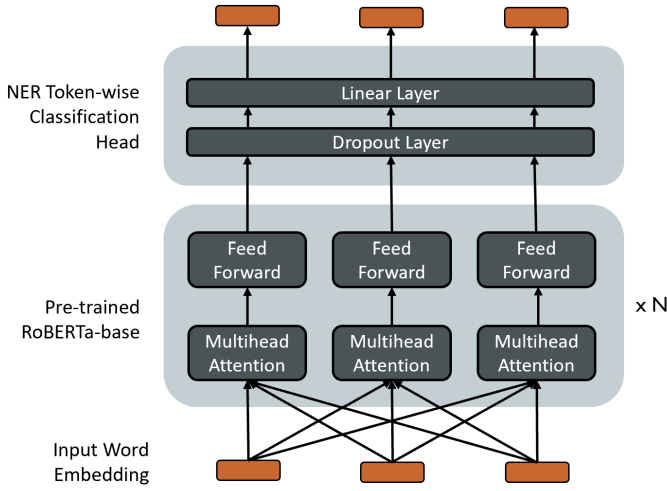 NER Token-wise
Classification
Head
Linear Layer
Dropout Layer
Feed
Forward
Feed
Forward
Feed
Forward
Pre-trained
RoBERTa-base
x N
Multihead
Attention
Multihead
Attention
Multihead
Attention
Input Word
Embedding